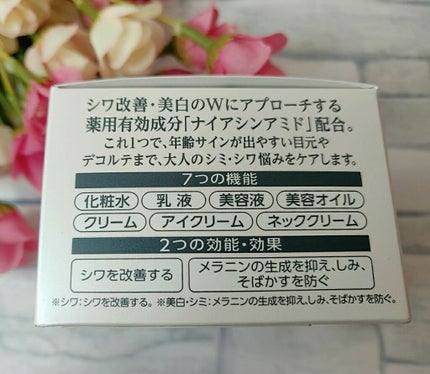 シワ改善・美白のWにアプローチする
薬用有効成分「ナイアシンアミド」配合。
これ1つで、年齢サインが出やすい目元や
デコルテまで、大人のシミ・シワ悩みをケアします。
7つの機能
化粧水 乳液 美容液 美容オイル
クリーム アイクリーム ネッククリーム
2つの効能・効果
シワを改善する
メラニンの生成を抑え、しみ、
そばかすを防ぐ
※シワ:シワを改善する。※美白・シミ:メラニンの生成を抑え、しみ、そばかすを防ぐ。